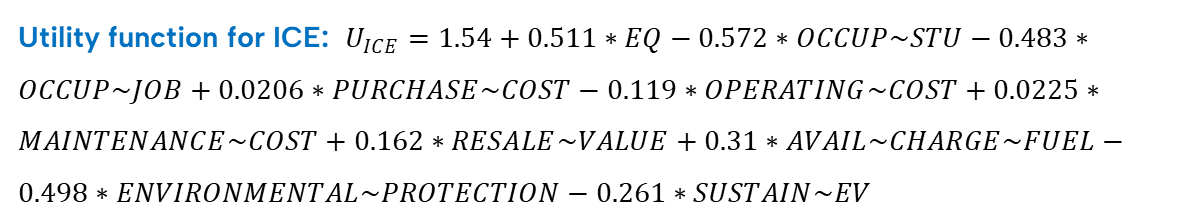 Utility function for ICE: U_ICE = 1.54 + 0.511 ∗ EQ − 0.572 ∗ OCCUP~STU − 0.483 ∗
OCCUP~JOB + 0.0206 ∗ PURCHASE~COST − 0.119 ∗ OPERATING~COST + 0.0225 ∗
MAINTENANCE~COST + 0.162 ∗ RESALE~VALUE + 0.31 ∗ AVAIL~CHARGE~FUEL −
0.498 ∗ ENVIRONMENTAL~PROTECTION − 0.261 ∗ SUSTAIN~EV